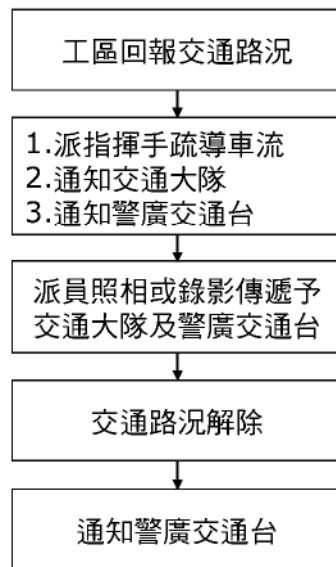 工區回報交通路況
1.派指揮手疏導車流
2.通知交通大隊
3.通知警廣交通台
派員照相或錄影傳遞予
交通大隊及警廣交通台
交通路況解除
通知警廣交通台